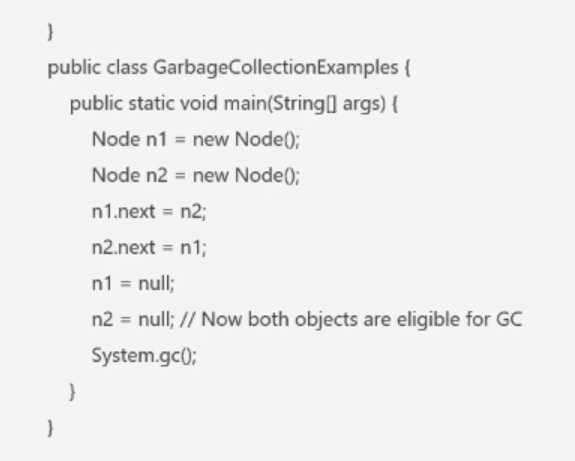 }
public class GarbageCollectionExamples {
public static void main(String[] args) {
Node n1 = new Node();
Node n2 = new Node();
n1.next = n2;
n2.next = n1;
n1 = null;
n2 = null; // Now both objects are eligible for GC
System.gc();
}
}